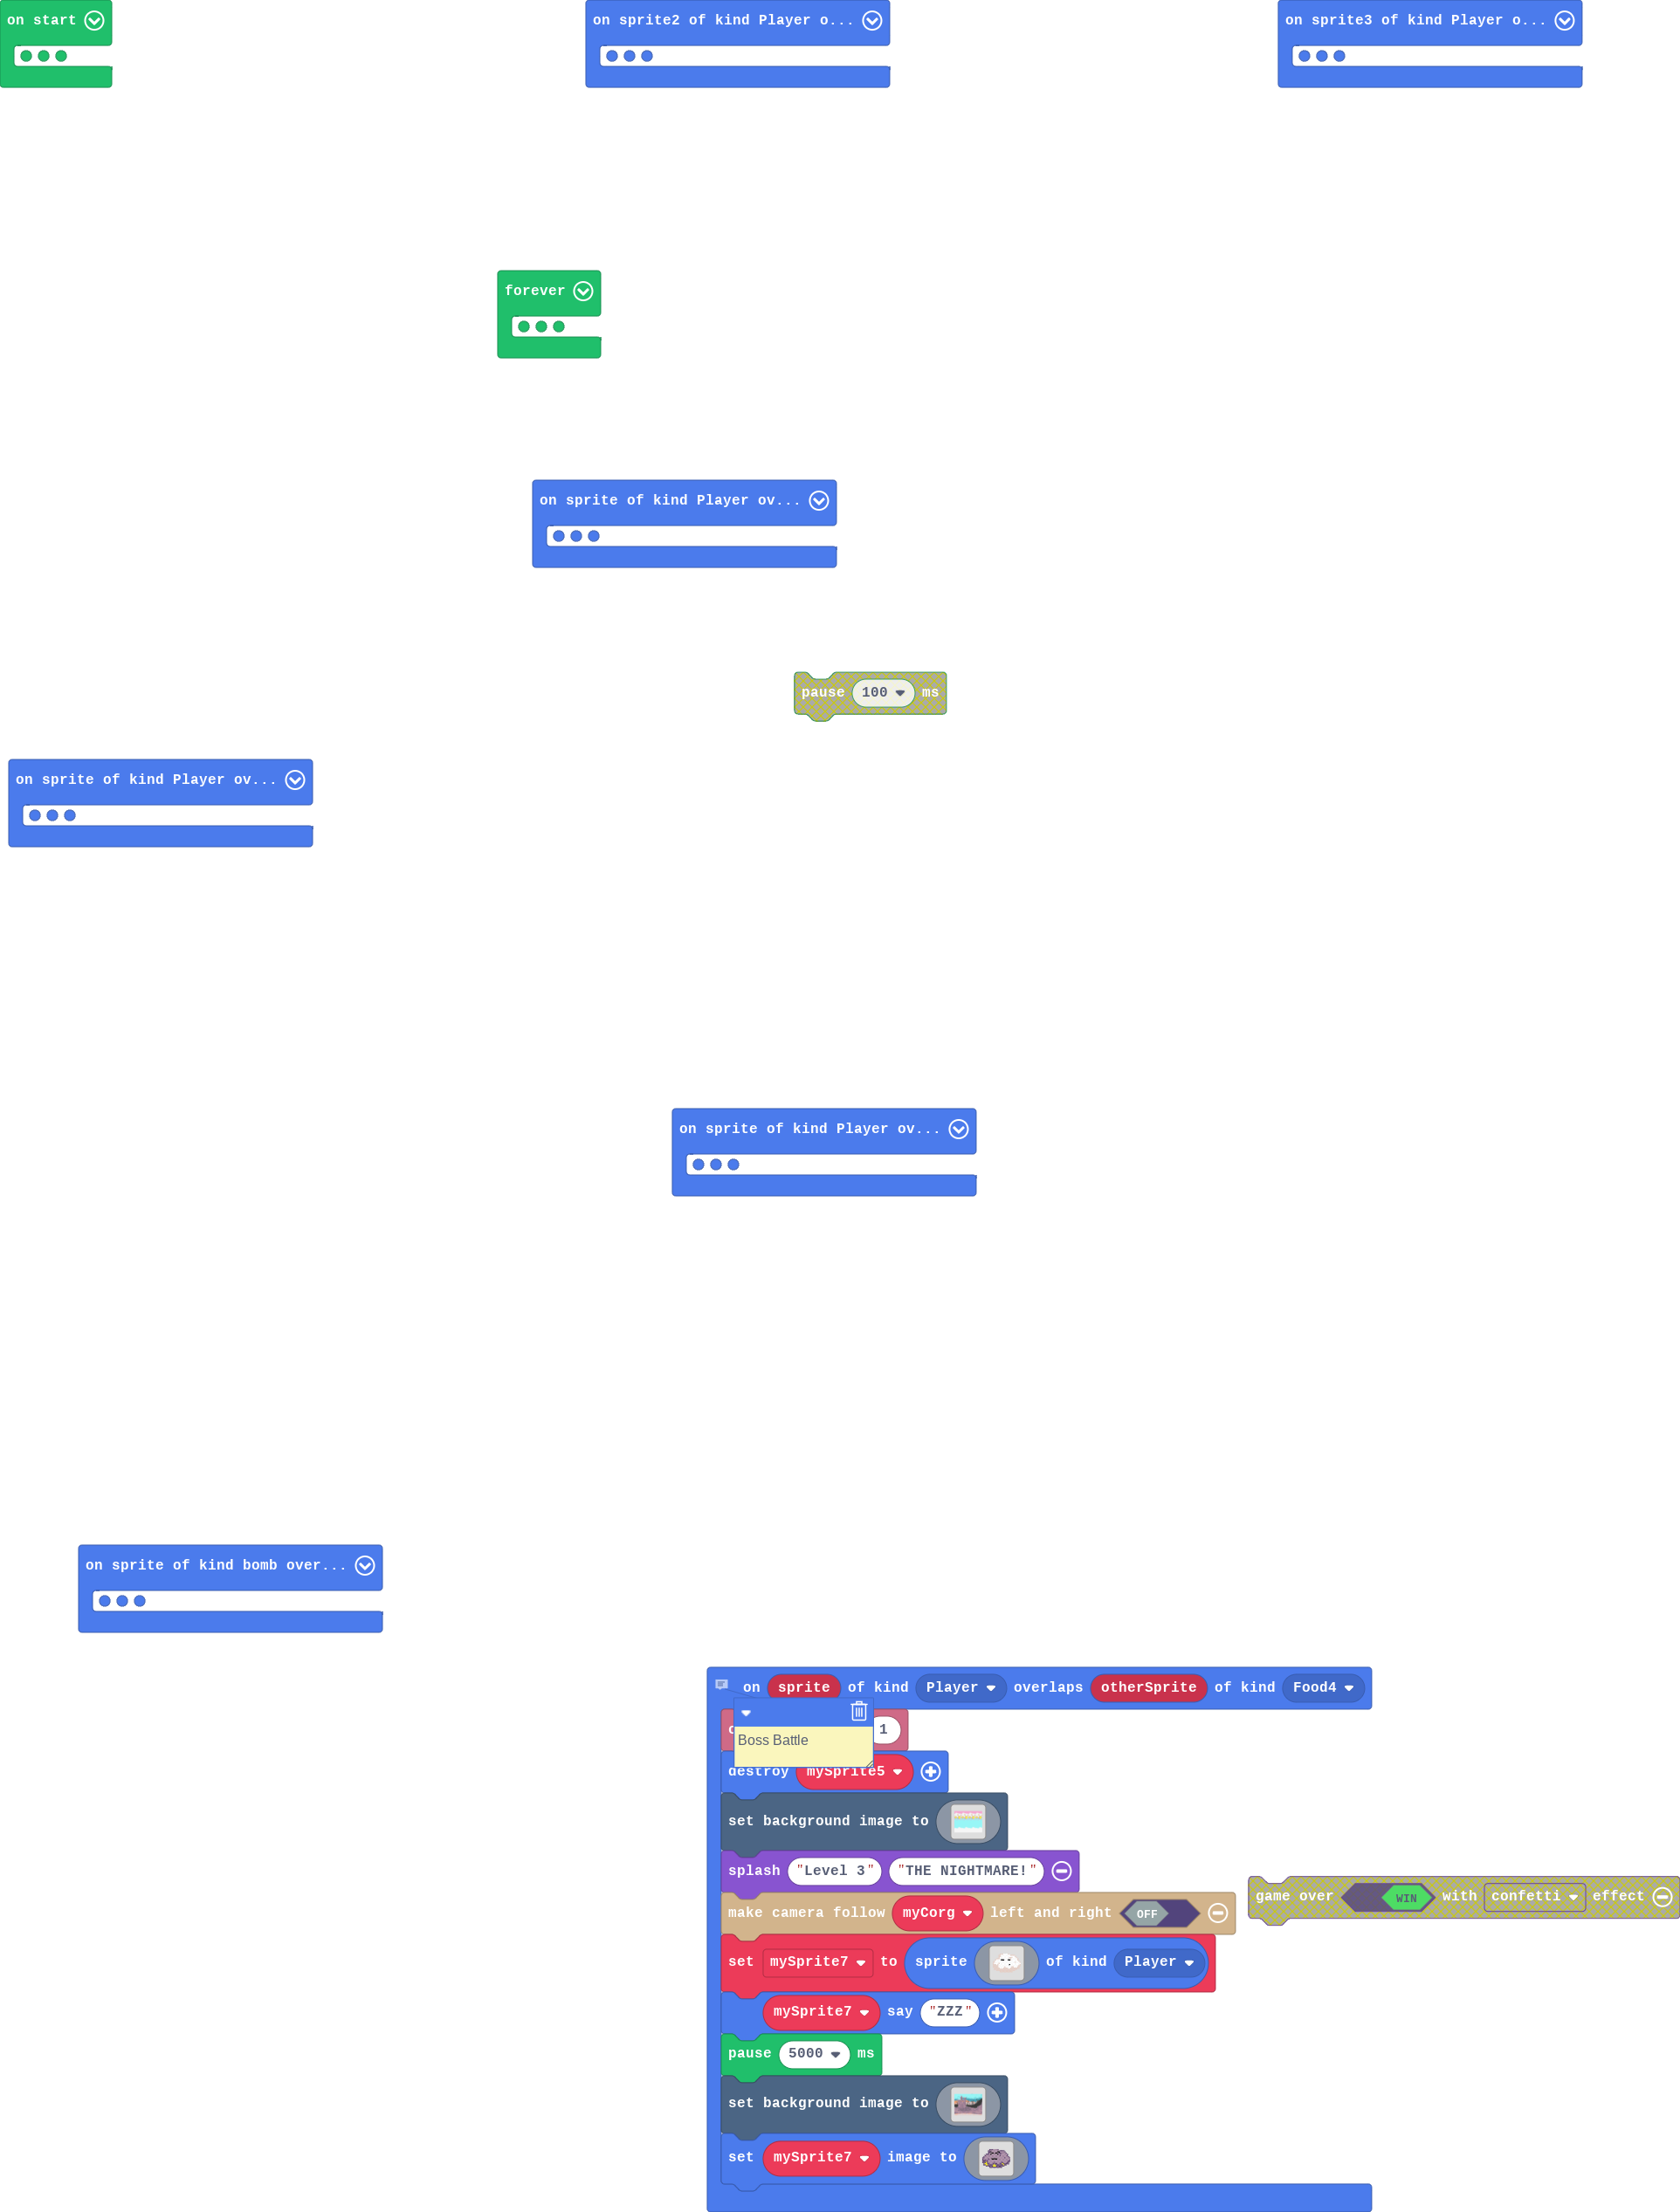 on start
on sprite2 of kind Player o...
on sprite3 of kind Player o...
forever
on sprite of kind Player ov...
pause 100 ms
on sprite of kind Player ov...
on sprite of kind Player ov...
on sprite of kind bomb over...
on sprite of kind Player overlaps otherSprite of kind Food4
1
Boss Battle
destroy mySprite5
set background image to
splash "Level 3" "THE NIGHTMARE!"
make camera follow myCorg left and right OFF
game over WIN with confetti effect
set mySprite7 to sprite of kind Player
mySprite7 say "ZZZ"
pause 5000 ms
set background image to
set mySprite7 image to